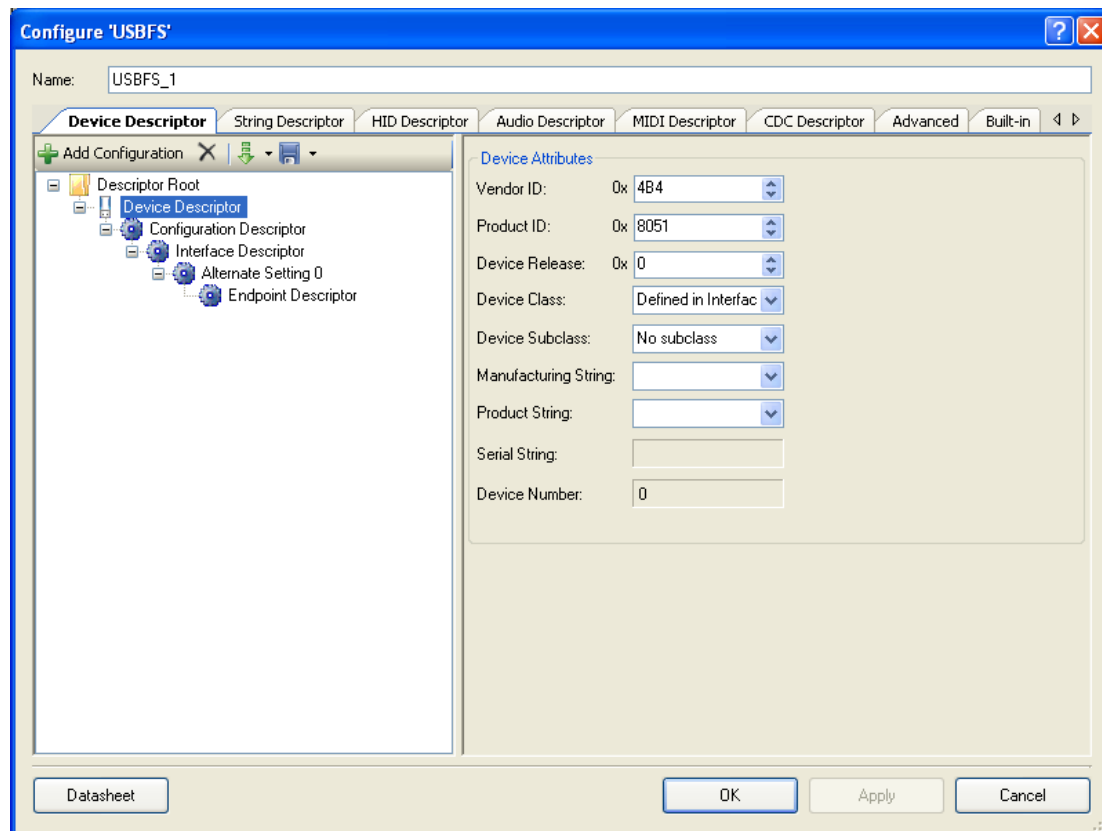 Configure 'USBFS'
Name: USBFS_1
Device Descriptor String Descriptor HID Descriptor Audio Descriptor MIDI Descriptor CDC Descriptor Advanced Built-in
Add Configuration
Descriptor Root
Device Descriptor
Configuration Descriptor
Interface Descriptor
Alternate Setting 0
Endpoint Descriptor
Device Attributes
Vendor ID: 0x 4B4
Product ID: 0x 8051
Device Release: 0x 0
Device Class: Defined in Interfac
Device Subclass: No subclass
Manufacturing String:
Product String:
Serial String:
Device Number: 0
Datasheet OK Apply Cancel